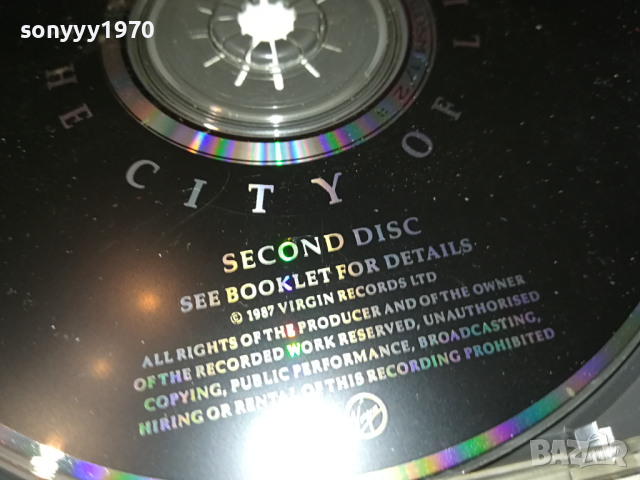 sonyyy1970
THE CITY OF
SECOND DISC
SEE BOOKLET FOR DETAILS
© 1987 VIRGIN RECORDS LTD
ALL RIGHTS OF THE PRODUCER AND OF THE OWNER
OF THE RECORDED WORK RESERVED, UNAUTHORISED
COPYING, PUBLIC PERFORMANCE, BROADCASTING,
HIRING OR RENTAL OF THIS RECORDING PROHIBITED
Virgin
BAZAR